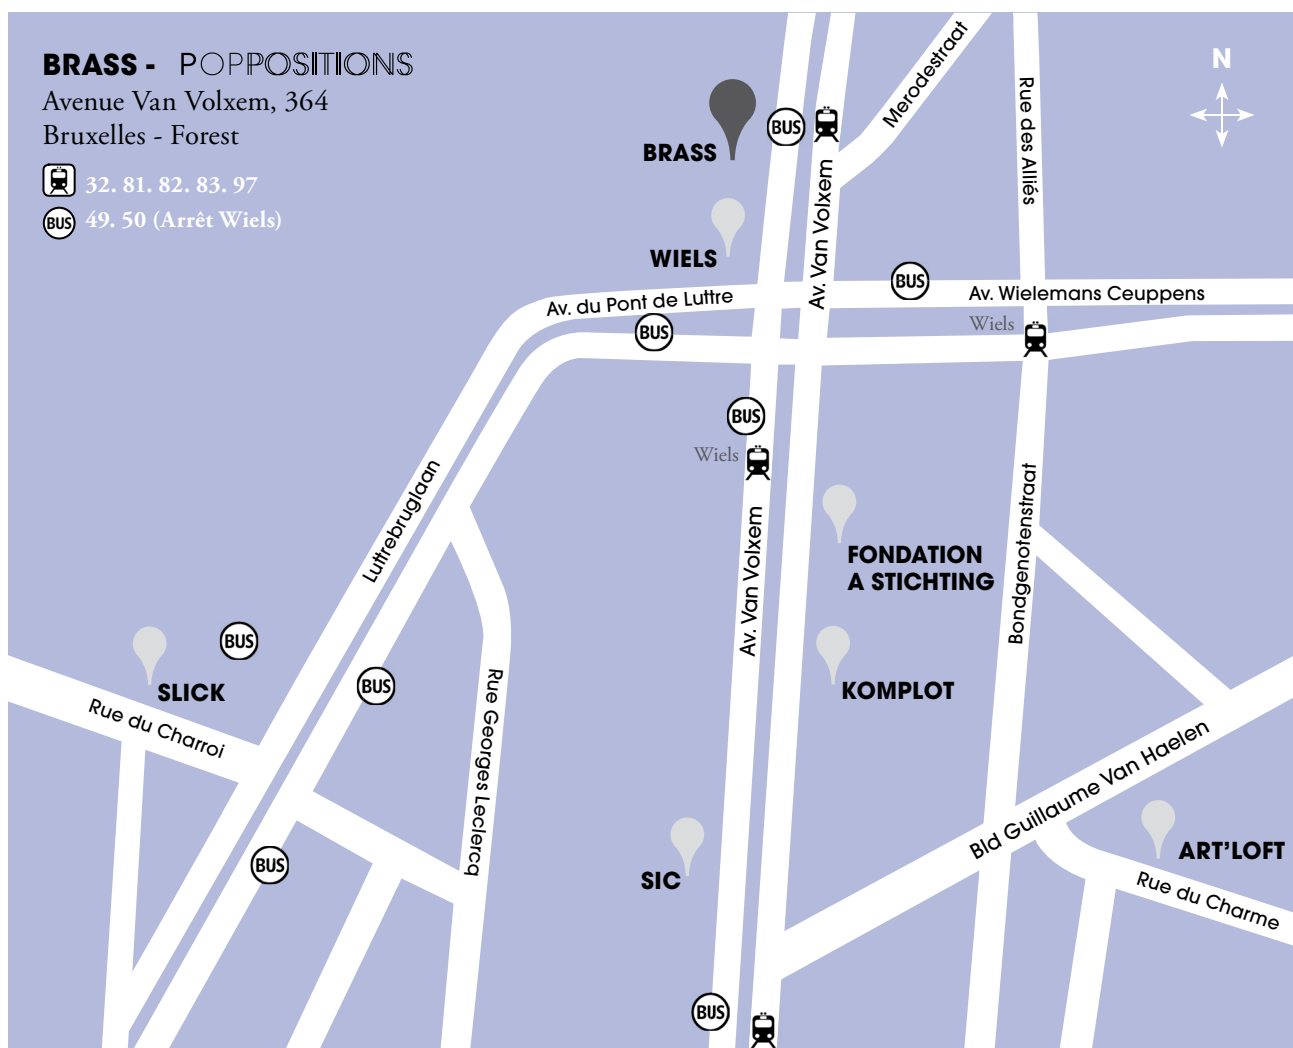 BRASS - POPPOSITIONS
Avenue Van Volxem, 364
Bruxelles - Forest
32. 81. 82. 83. 97
BUS 49. 50 (Arrêt Wiels)
N
Merodestraat
Rue des Alliés
BUS
BRASS
Av. Van Volxem
WIELS
BUS
Av. du Pont de Luttre
Av. Wielemans Ceuppens
BUS
Wiels
BUS
Wiels
Luttrebruglaan
Av. Van Volxem
Bondgenotenstraat
FONDATION
A STICHTING
BUS
SLICK
BUS
KOMPLOT
Rue du Charroi
Rue Georges Leclercq
Bld Guillaume Van Haelen
BUS
SIC
ART'LOFT
Rue du Charme
BUS